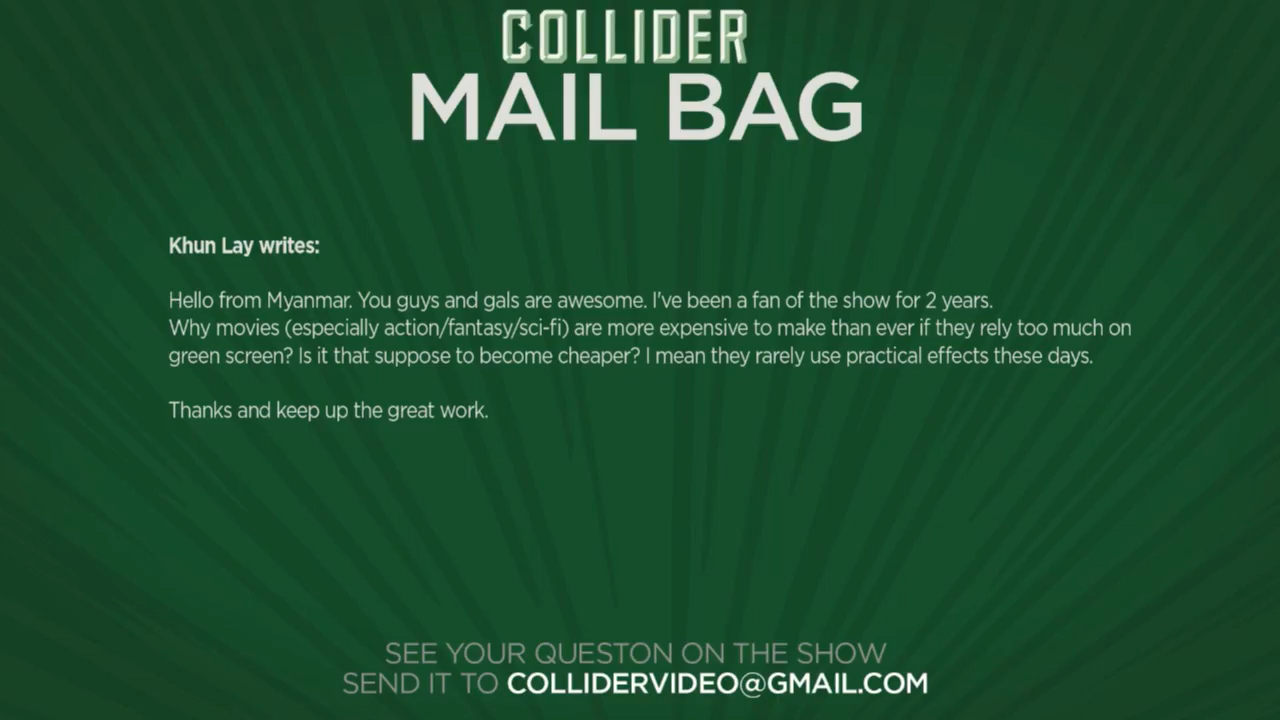 COLLIDER
MAIL BAG
Khun Lay writes:
Hello from Myanmar. You guys and gals are awesome. I've been a fan of the show for 2 years.
Why movies (especially action/fantasy/sci-fi) are more expensive to make than ever if they rely too much on
green screen? Is it that suppose to become cheaper? I mean they rarely use practical effects these days.
Thanks and keep up the great work.
SEE YOUR QUESTON ON THE SHOW
SEND IT TO COLLIDERVIDEO@GMAIL.COM